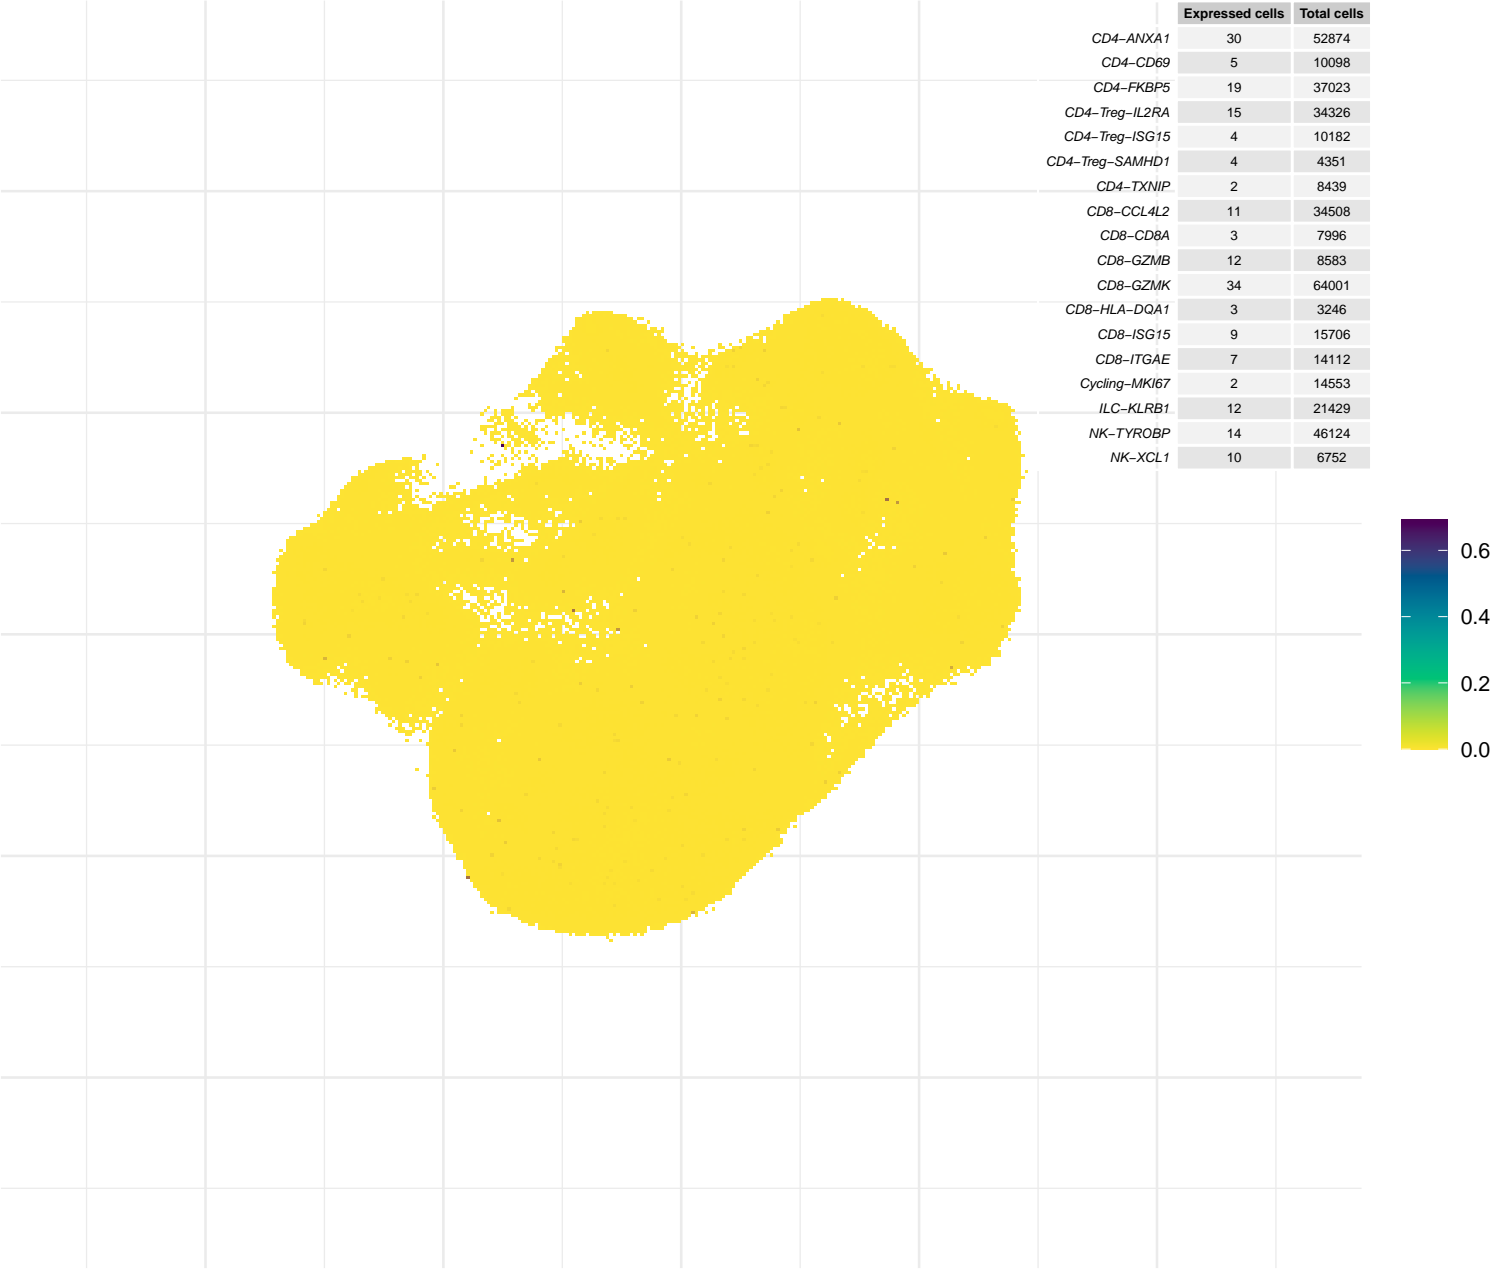 Expressed cells Total cells
CD4−ANXA1 30 52874
CD4−CD69 5 10098
CD4−FKBP5 19 37023
CD4−Treg−IL2RA 15 34326
CD4−Treg−ISG15 4 10182
CD4−Treg−SAMHD1 4 4351
CD4−TXNIP 2 8439
CD8−CCL4L2 11 34508
CD8−CD8A 3 7996
CD8−GZMB 12 8583
CD8−GZMK 34 64001
CD8−HLA−DQA1 3 3246
CD8−ISG15 9 15706
CD8−ITGAE 7 14112
Cycling−MKI67 2 14553
ILC−KLRB1 12 21429
NK−TYROBP 14 46124
NK−XCL1 10 6752
0.6
0.4
0.2
0.0